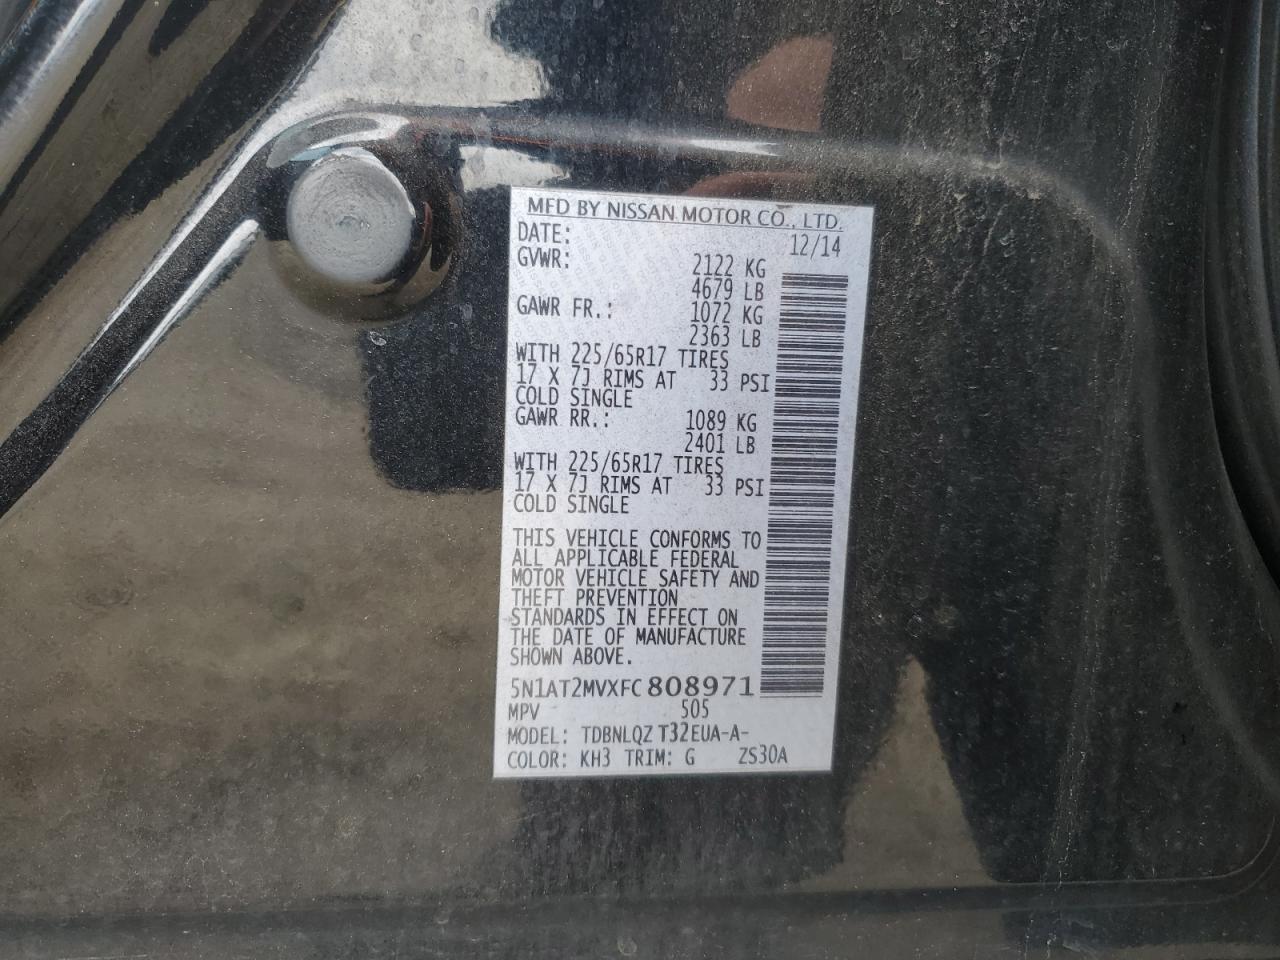 MFD BY NISSAN MOTOR CO., LTD.
DATE: 12/14
GVWR: 2122 KG
4679 LB
GAWR FR.: 1072 KG
2363 LB
WITH 225/65R17 TIRES
17 X 7J RIMS AT 33 PSI
COLD SINGLE
GAWR RR.: 1089 KG
2401 LB
WITH 225/65R17 TIRES
17 X 7J RIMS AT 33 PSI
COLD SINGLE
THIS VEHICLE CONFORMS TO
ALL APPLICABLE FEDERAL
MOTOR VEHICLE SAFETY AND
THEFT PREVENTION
STANDARDS IN EFFECT ON
THE DATE OF MANUFACTURE
SHOWN ABOVE.
5N1AT2MVXFC808971
MPV 505
MODEL: TDBNLQZ T32EUA-A-
COLOR: KH3 TRIM: G ZS30A